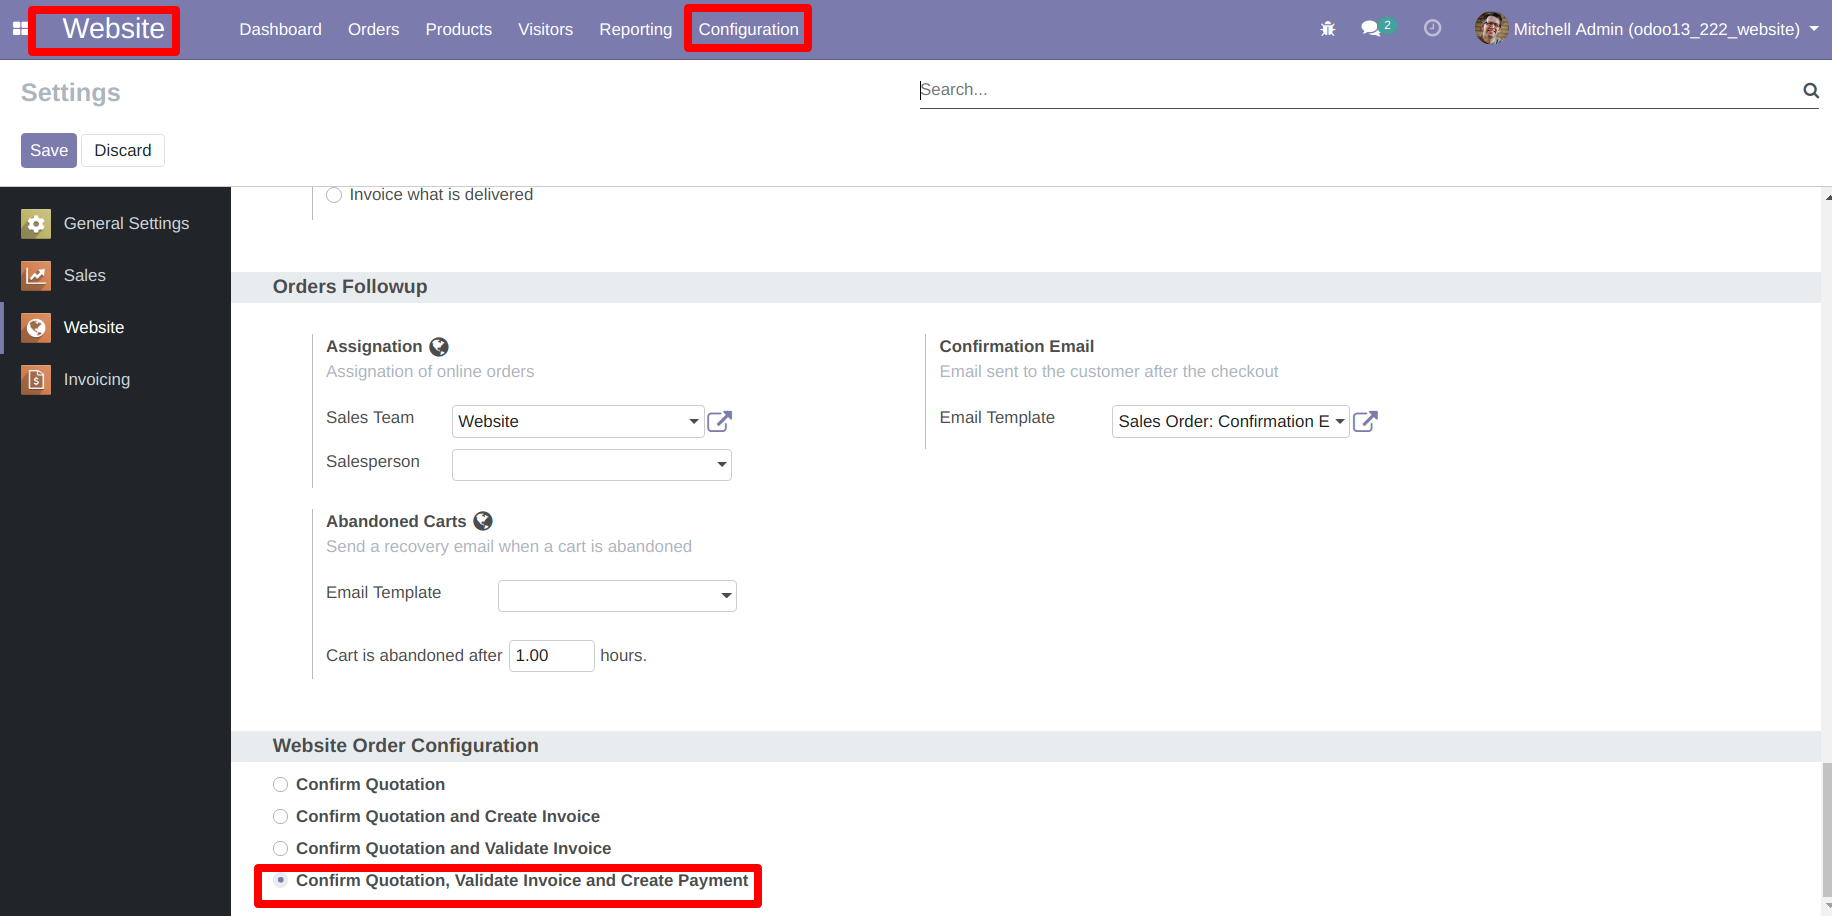 Website Dashboard Orders Products Visitors Reporting Configuration 2 Mitchell Admin (odoo13_222_website)
Settings
Search...
Save Discard
General Settings
Sales
Website
Invoicing
Invoice what is delivered
Orders Followup
Assignation
Assignation of online orders
Sales Team Website
Salesperson
Confirmation Email
Email sent to the customer after the checkout
Email Template Sales Order: Confirmation E
Abandoned Carts
Send a recovery email when a cart is abandoned
Email Template
Cart is abandoned after 1.00 hours.
Website Order Configuration
Confirm Quotation
Confirm Quotation and Create Invoice
Confirm Quotation and Validate Invoice
Confirm Quotation, Validate Invoice and Create Payment